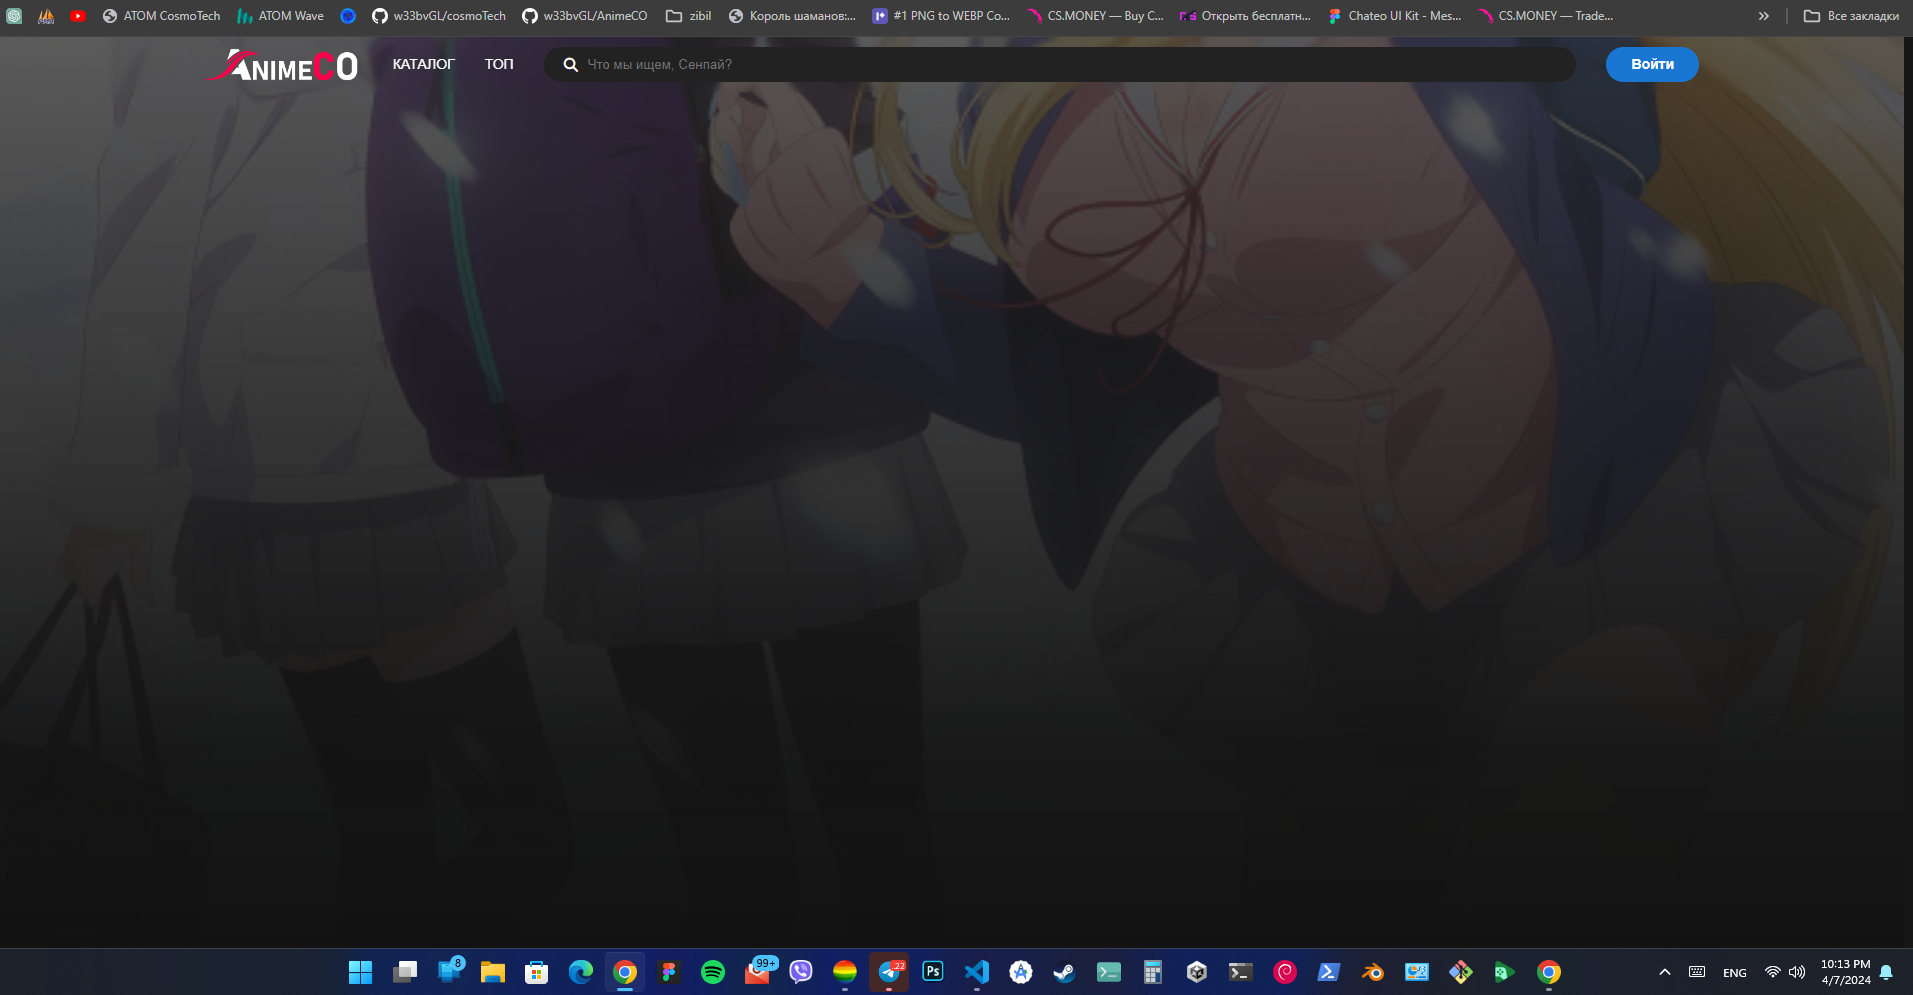 ATOM CosmoTech ATOM Wave w33bvGL/cosmoTech w33bvGL/AnimeCO zibil Король шаманов:... #1 PNG to WEBP Co... CS.MONEY — Buy C... Открыть бесплатн... Chateo UI Kit - Mes... CS.MONEY — Trade... » Все закладки
ANIMECO КАТАЛОГ ТОП Что мы ищем, Сенпай? Войти
8 99+ 22 Ps ENG 10:13 PM
4/7/2024